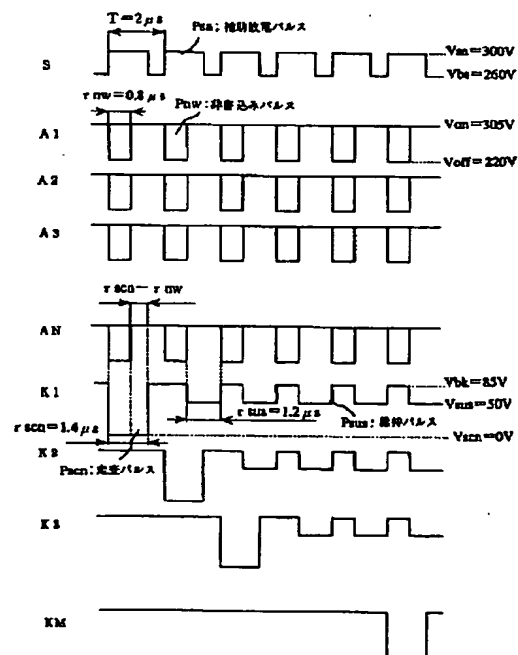 T=2μs
Psa:補助放電パルス
S
Vsa=300V
Vbs=260V
τnw=0.8μs
Pnw:非書込みパルス
A1
Van=305V
Voff=220V
A2
A3
τscn-τnw
AN
K1
Vbk=85V
Vsus=50V
τsus=1.2μs
Psus:維持パルス
τscn=1.4μs
Vscn=0V
Pscn:走査パルス
K2
K3
KM